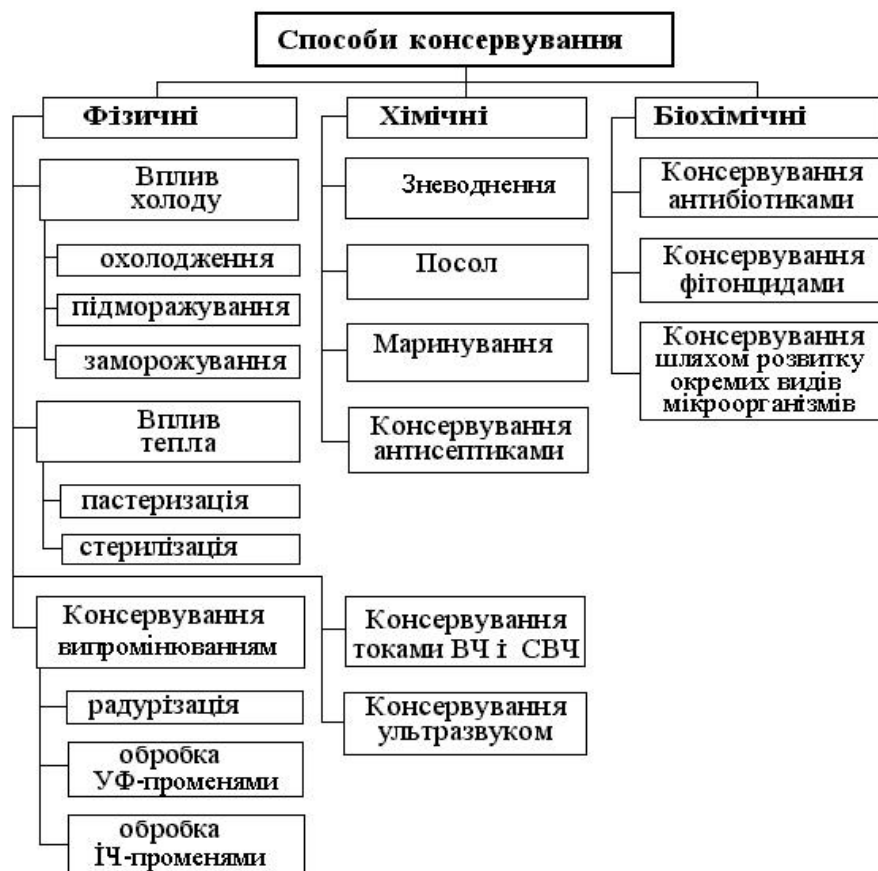 Способи консервування
Фізичні
Вплив
холоду
охолодження
підморажування
заморожування
Вплив
тепла
пастеризація
стерилізація
Консервування
випромінюванням
радурізація
обробка
УФ-променями
обробка
ІЧ-променями
Хімічні
Зневоднення
Посол
Маринування
Консервування
антисептиками
Консервування
токами ВЧ і СВЧ
Консервування
ультразвуком
Біохімічні
Консервування
антибіотиками
Консервування
фітонцидами
Консервування
шляхом розвитку
окремих видів
мікроорганізмів